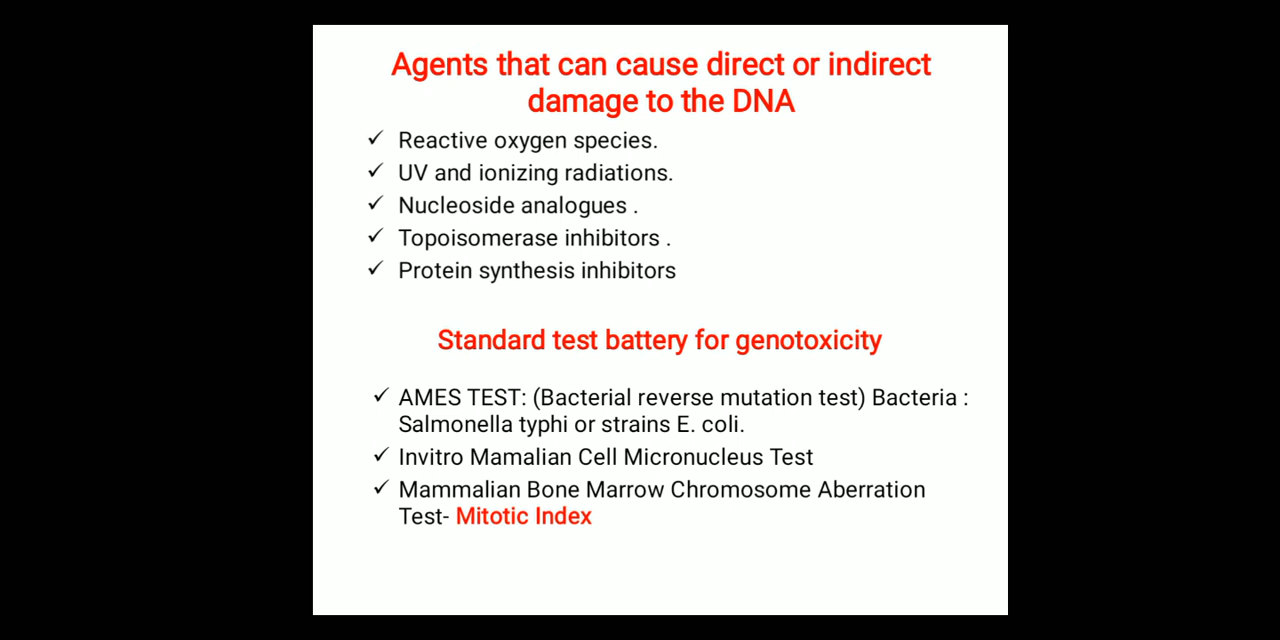 Agents that can cause direct or indirect
damage to the DNA
✓ Reactive oxygen species.
✓ UV and ionizing radiations.
✓ Nucleoside analogues .
✓ Topoisomerase inhibitors .
✓ Protein synthesis inhibitors
Standard test battery for genotoxicity
✓ AMES TEST: (Bacterial reverse mutation test) Bacteria :
Salmonella typhi or strains E. coli.
✓ Invitro Mamalian Cell Micronucleus Test
✓ Mammalian Bone Marrow Chromosome Aberration
Test- Mitotic Index